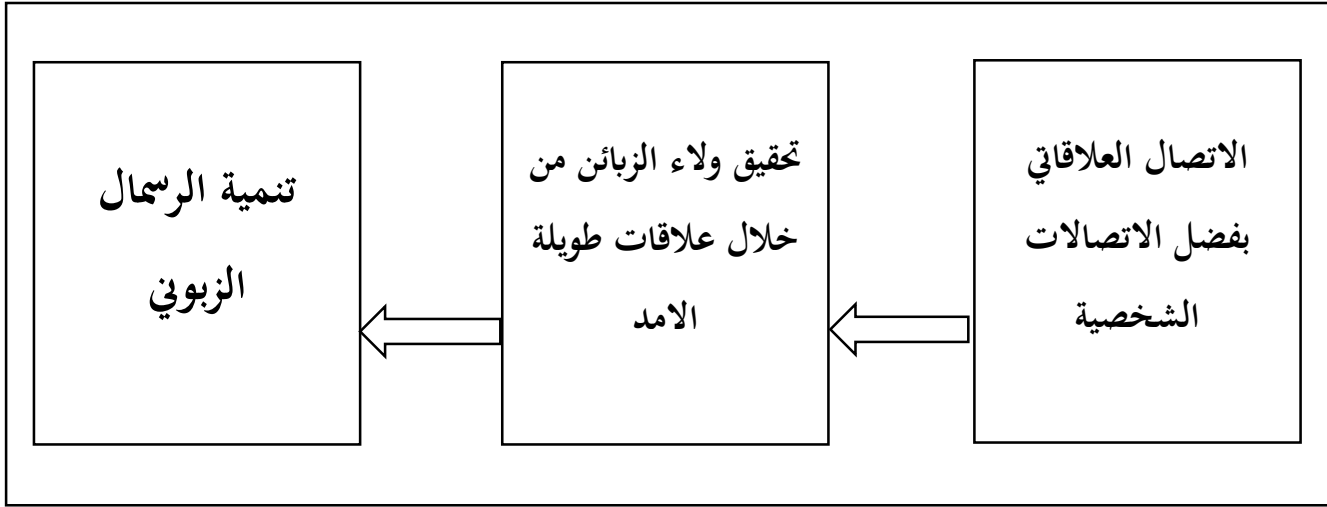 الاتصال العلاقاتي
بفضل الاتصالات
الشخصية
تحقيق ولاء الزبائن من
خلال علاقات طويلة
الامد
تنمية الرسمال
الزبوني